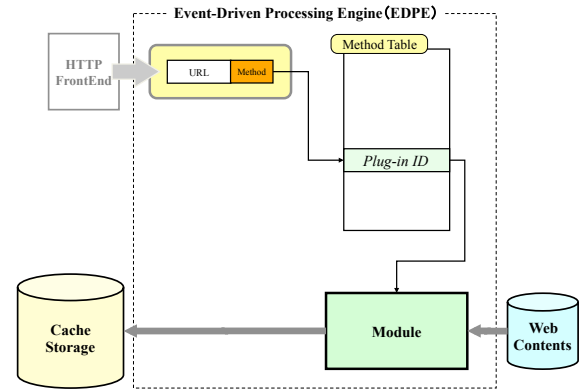 Event-Driven Processing Engine(EDPE)
HTTP
FrontEnd
URL
Method
Method Table
Plug-in ID
Cache
Storage
Module
Web
Contents